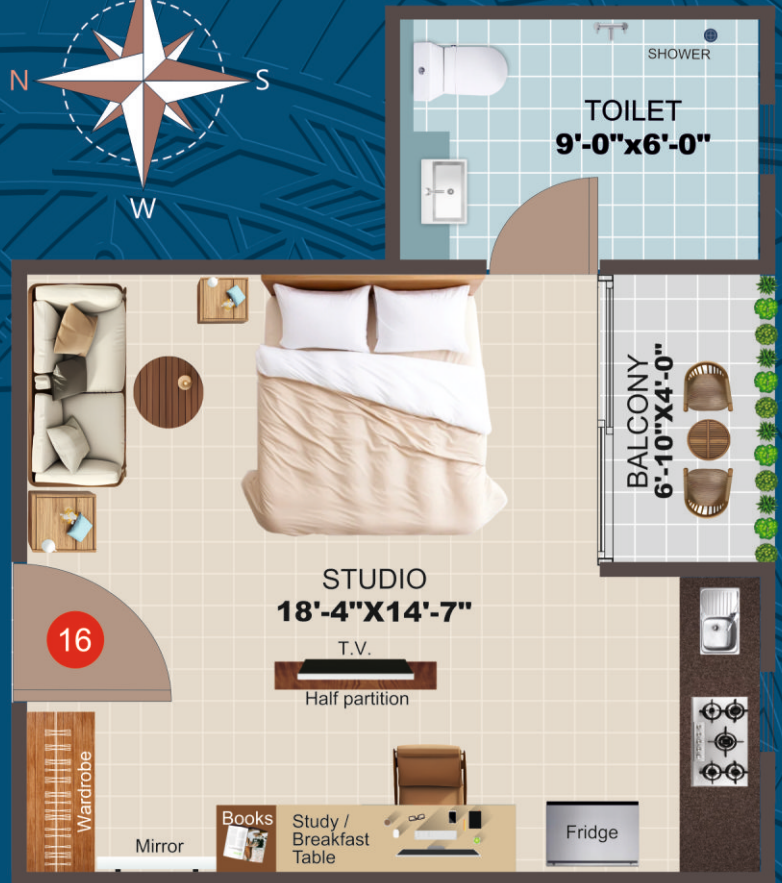 N
S
W
SHOWER
TOILET
9'-0"x6'-0"
BALCONY
6'-10"X4'-0"
STUDIO
18'-4"X14'-7"
16
T.V.
Half partition
Wardrobe
Mirror
Books
Study /
Breakfast
Table
Fridge